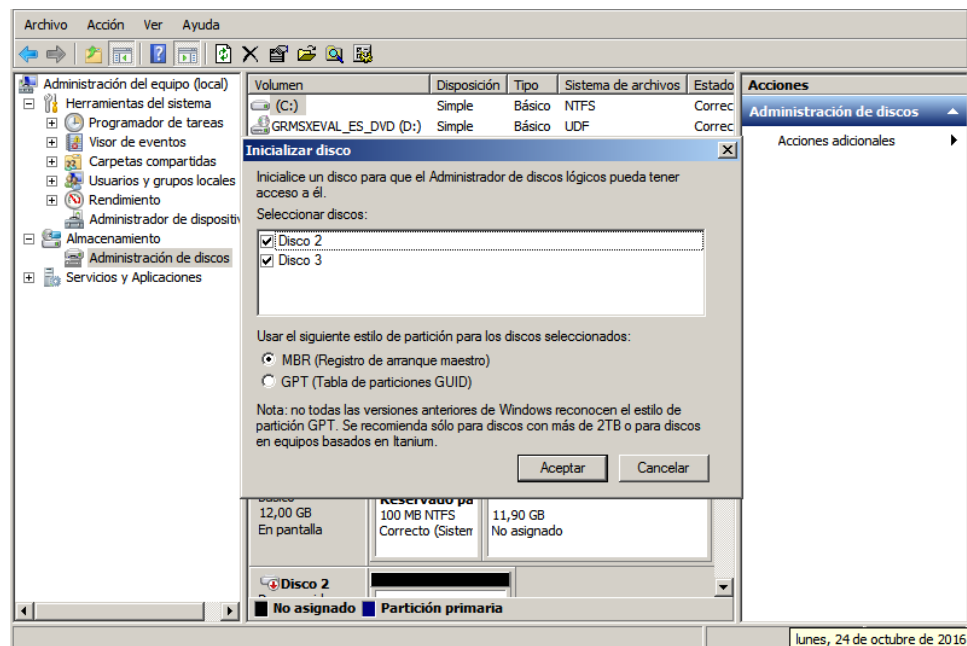 Archivo Acción Ver Ayuda
Administración del equipo (local)
Herramientas del sistema
Programador de tareas
Visor de eventos
Carpetas compartidas
Usuarios y grupos locales
Rendimiento
Administrador de dispositiv
Almacenamiento
Administración de discos
Servicios y Aplicaciones
Volumen Disposición Tipo Sistema de archivos Estado
(C:) Simple Básico NTFS Correc
GRMSXEVAL_ES_DVD (D:) Simple Básico UDF Correc
Acciones
Administración de discos
Acciones adicionales
Inicializar disco
Inicialice un disco para que el Administrador de discos lógicos pueda tener
acceso a él.
Seleccionar discos:
Disco 2
Disco 3
Usar el siguiente estilo de partición para los discos seleccionados:
MBR (Registro de arranque maestro)
GPT (Tabla de particiones GUID)
Nota: no todas las versiones anteriores de Windows reconocen el estilo de
partición GPT. Se recomienda sólo para discos con más de 2TB o para discos
en equipos basados en Itanium.
Aceptar Cancelar
Básico
12,00 GB
En pantalla
Reservado pa
100 MB NTFS
Correcto (Sistem
11,90 GB
No asignado
Disco 2
No asignado Partición primaria
lunes, 24 de octubre de 2016